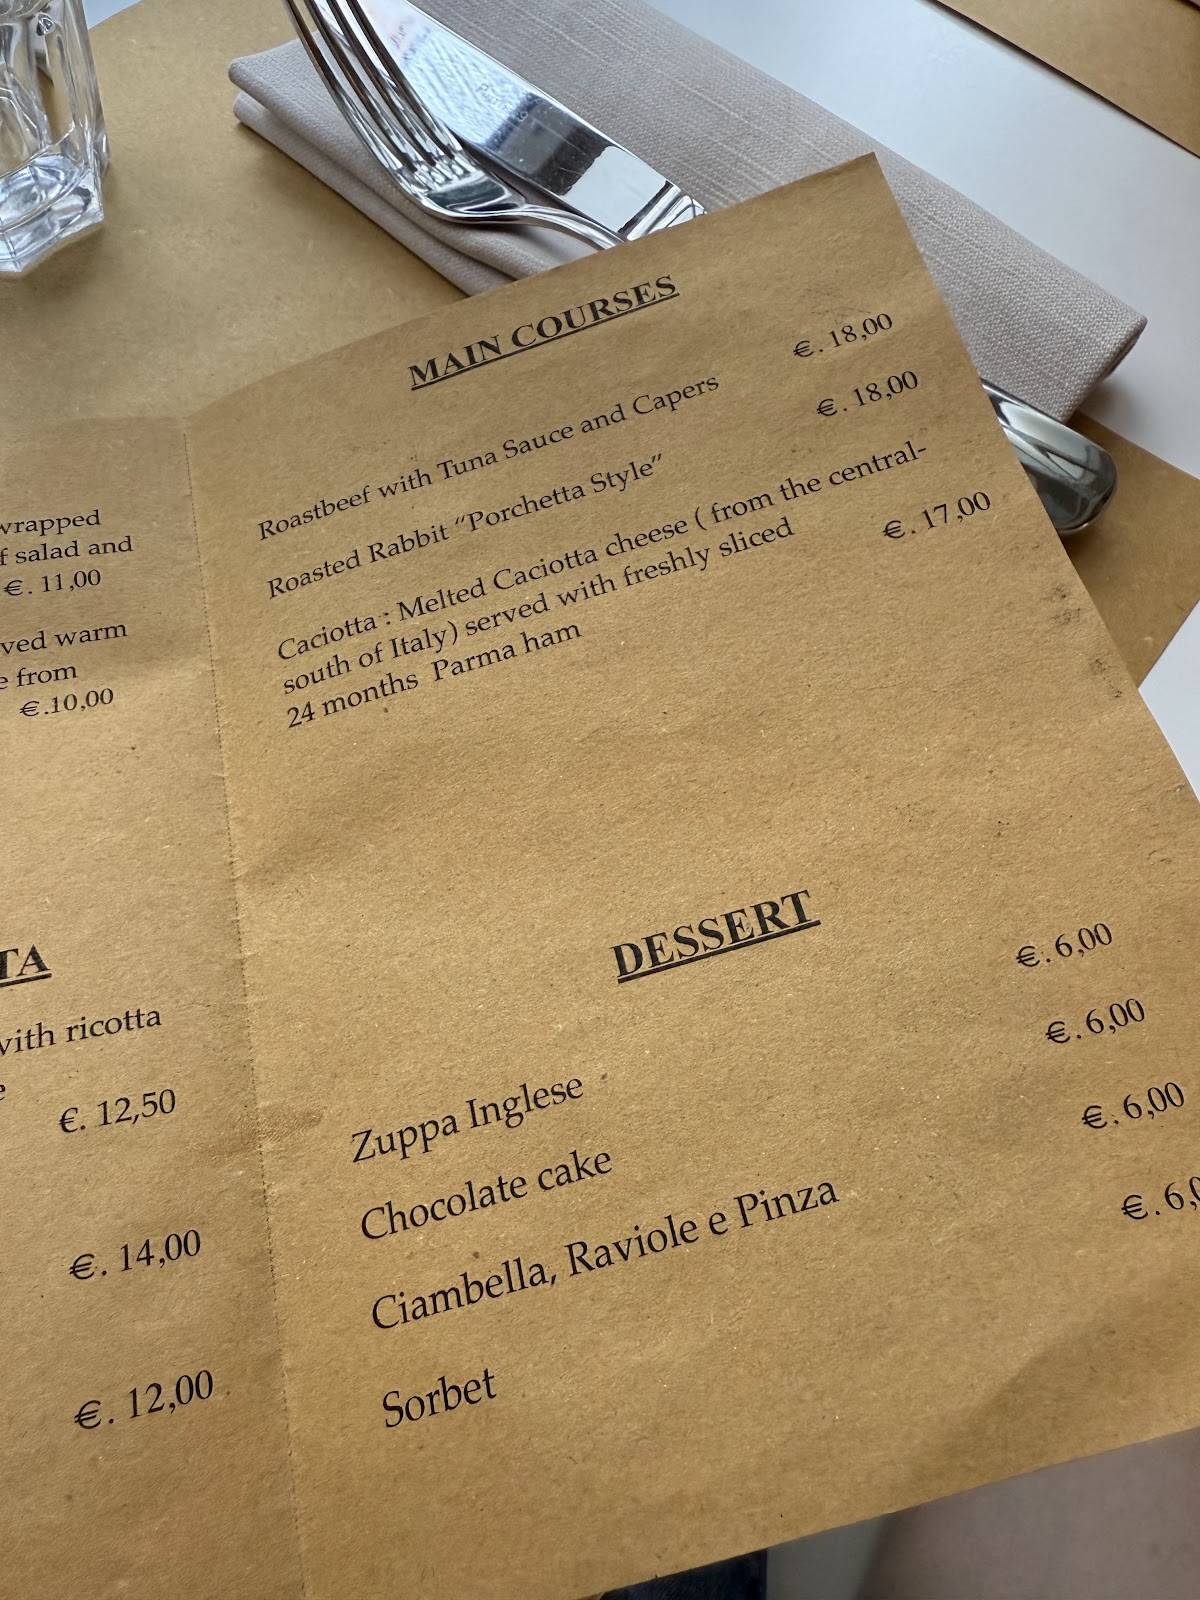 wrapped
f salad and
€. 11,00
ved warm
e from
€.10,00
TA
with ricotta
e
€. 12,50
€. 14,00
€. 12,00
MAIN COURSES
Roastbeef with Tuna Sauce and Capers €. 18,00
Roasted Rabbit “Porchetta Style” €. 18,00
Caciotta : Melted Caciotta cheese ( from the central-
south of Italy) served with freshly sliced €. 17,00
24 months Parma ham
DESSERT
Zuppa Inglese €. 6,00
Chocolate cake €. 6,00
Ciambella, Raviole e Pinza €. 6,00
Sorbet €. 6,0